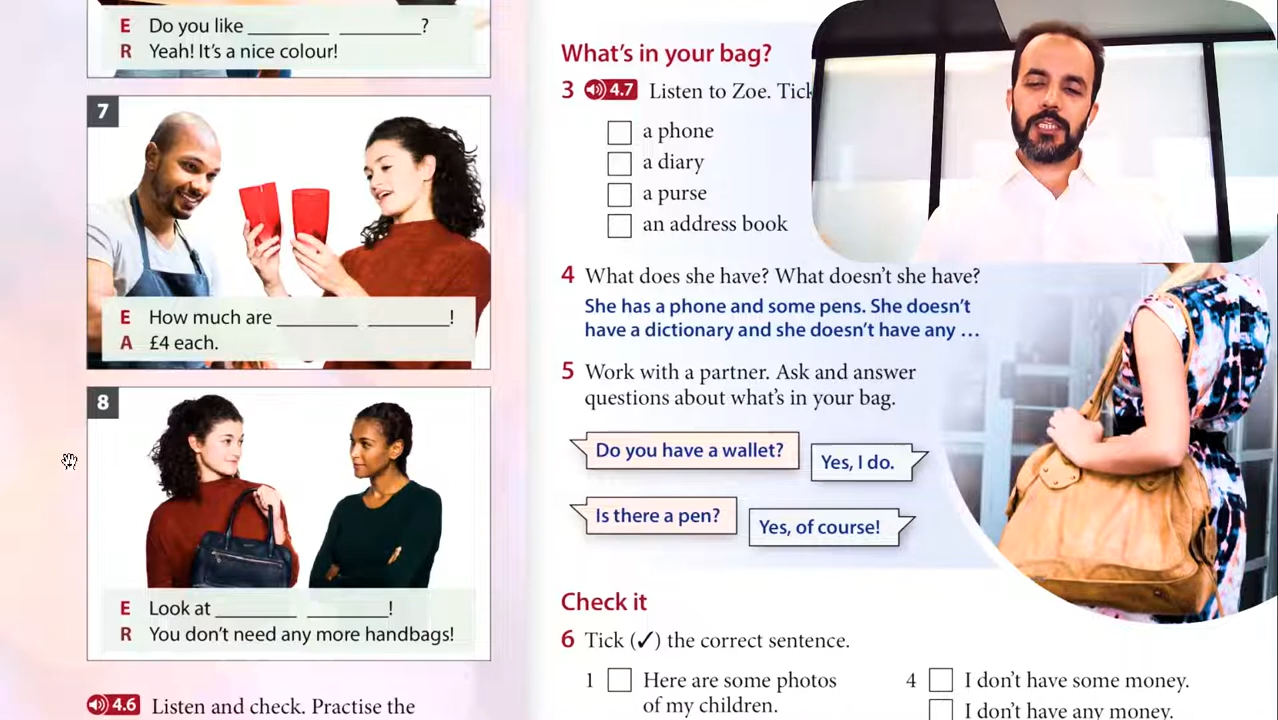 E Do you like ________ _________?
R Yeah! It's a nice colour!
7
E How much are ________ _________!
A £4 each.
8
E Look at ________ _________!
R You don't need any more handbags!
4.6 Listen and check. Practise the
What's in your bag?
3 4.7 Listen to Zoe. Tick
a phone
a diary
a purse
an address book
4 What does she have? What doesn't she have?
She has a phone and some pens. She doesn't
have a dictionary and she doesn't have any …
5 Work with a partner. Ask and answer
questions about what's in your bag.
Do you have a wallet?
Yes, I do.
Is there a pen?
Yes, of course!
Check it
6 Tick (✓) the correct sentence.
1 Here are some photos
of my children.
4 I don't have some money.
I don't have any money.